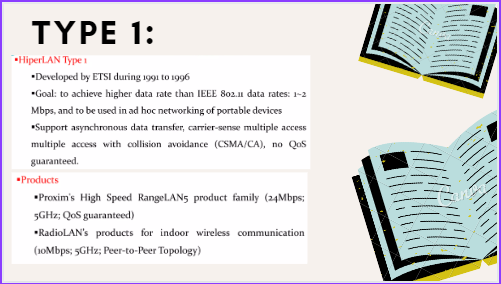 TYPE 1:
▪HiperLAN Type 1
▪Developed by ETSI during 1991 to 1996
▪Goal: to achieve higher data rate than IEEE 802.11 data rates: 1~2
Mbps, and to be used in ad hoc networking of portable devices
▪Support asynchronous data transfer, carrier-sense multiple access
multiple access with collision avoidance (CSMA/CA), no QoS
guaranteed.
▪Products
▪Proxim's High Speed RangeLAN5 product family (24Mbps;
5GHz; QoS guaranteed)
▪RadioLAN's products for indoor wireless communication
(10Mbps; 5GHz; Peer-to-Peer Topology)
Canva